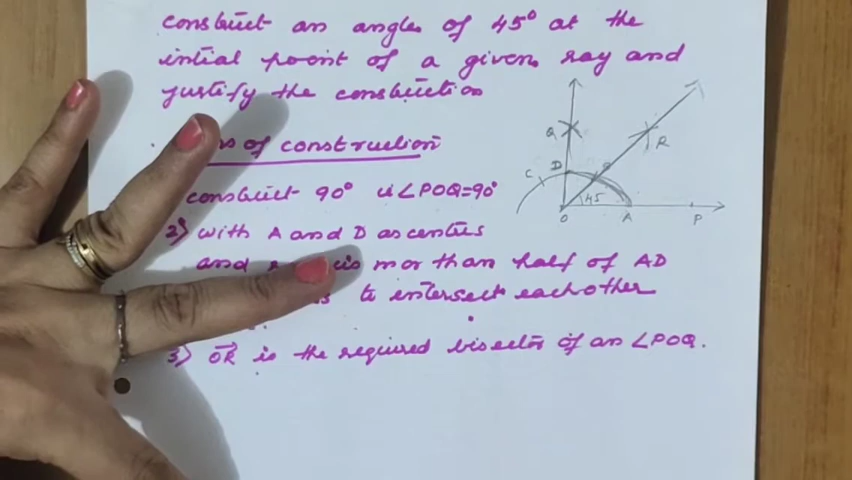 construct an angle of 45° at the
initial point of a given ray and
justify the construction
of construction
construct 90° ie ∠POQ=90°
2) with A and D as centres
and is mor than half of AD
to intersect each other
3) OR is the required bisector of an ∠POQ.
Q
R
D
C
45
O
A
P